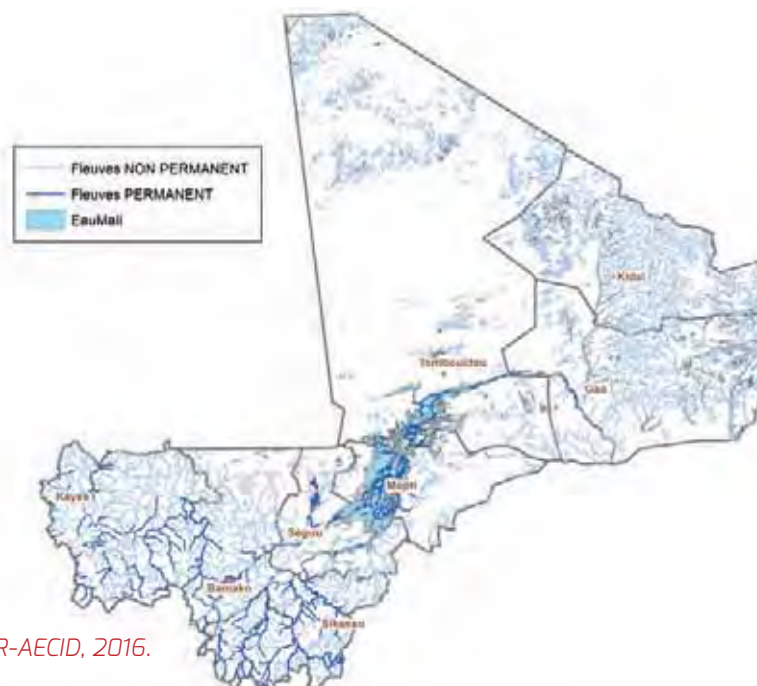 Fleuves NON PERMANENT
Fleuves PERMANENT
EauMali
Kidal
Tombouctou
Gao
Mopti
Kayes
Ségou
Bamako
Sikasso
R-AECID, 2016.